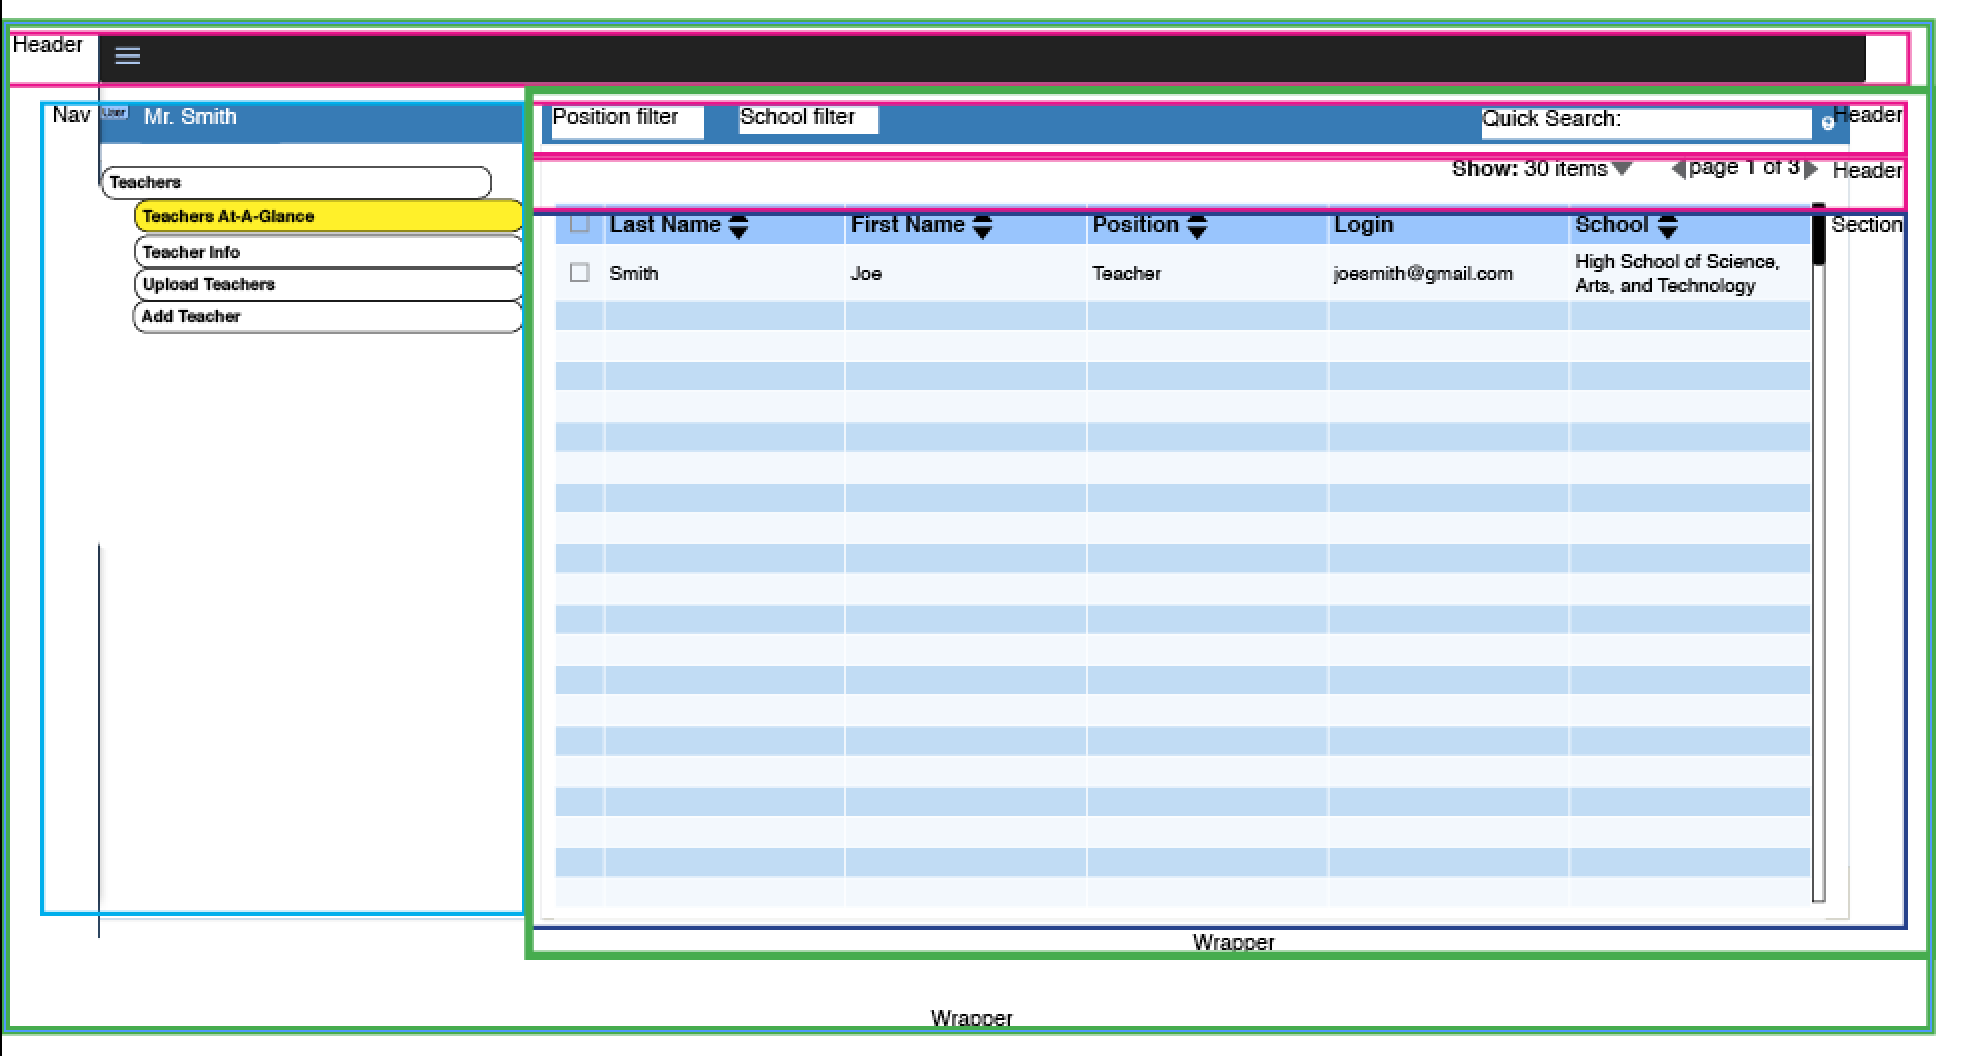 Header
Nav
User
Mr. Smith
Teachers
Teachers At-A-Glance
Teacher Info
Upload Teachers
Add Teacher
Position filter
School filter
Quick Search:
Header
Show: 30 items
page 1 of 3
Header
Last Name
First Name
Position
Login
School
Section
Smith
Joe
Teacher
joesmith@gmail.com
High School of Science,
Arts, and Technology
Wrapper
Wrapper